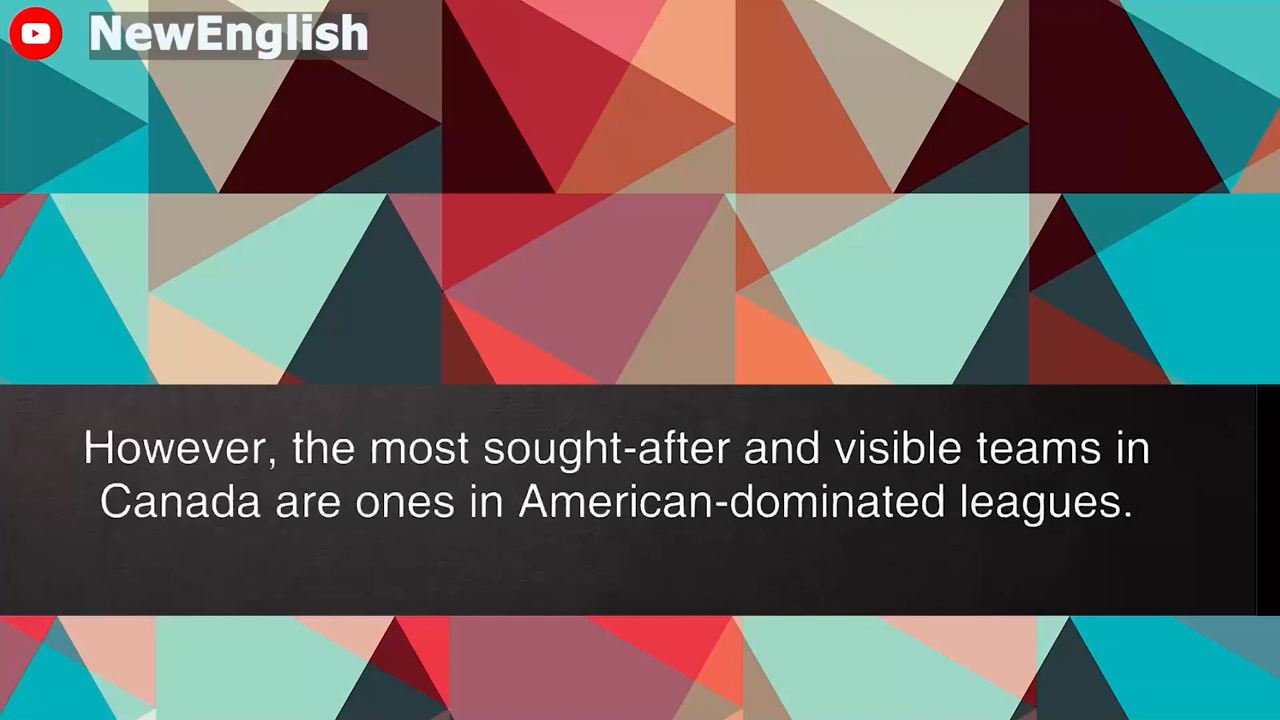 NewEnglish
However, the most sought-after and visible teams in
Canada are ones in American-dominated leagues.